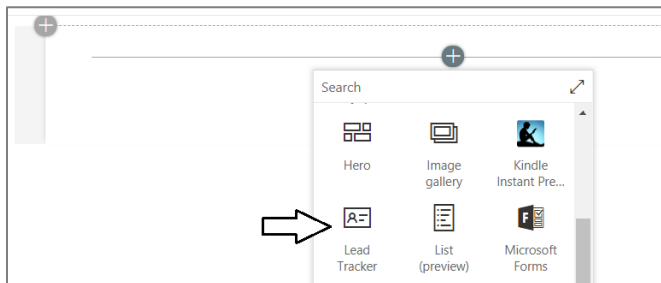 Search
Hero
Image
gallery
Kindle
Instant Pre...
Lead
Tracker
List
(preview)
Microsoft
Forms